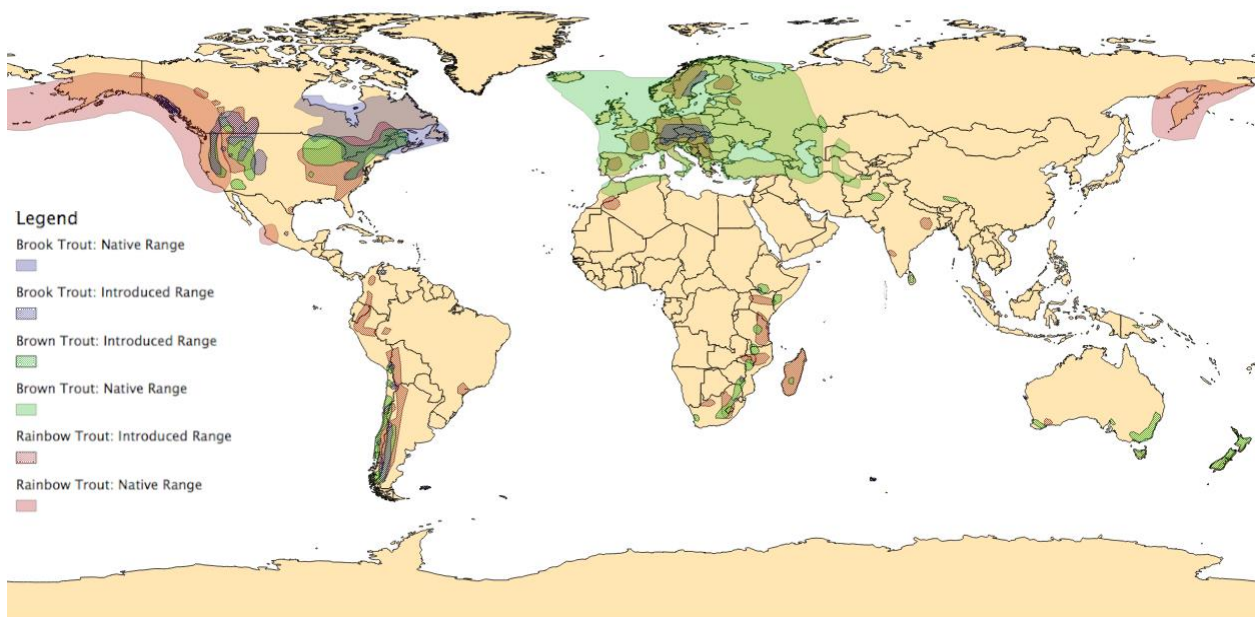 Legend
Brook Trout: Native Range
Brook Trout: Introduced Range
Brown Trout: Introduced Range
Brown Trout: Native Range
Rainbow Trout: Introduced Range
Rainbow Trout: Native Range